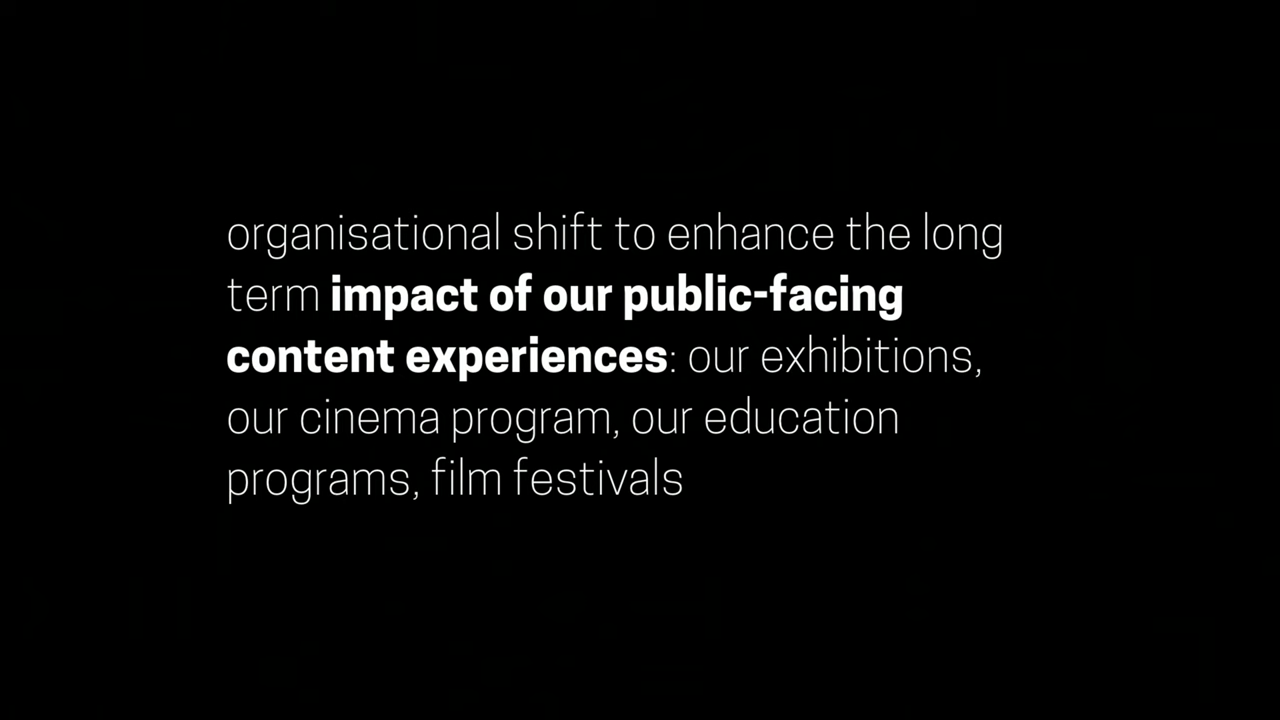 organisational shift to enhance the long
term impact of our public-facing
content experiences: our exhibitions,
our cinema program, our education
programs, film festivals